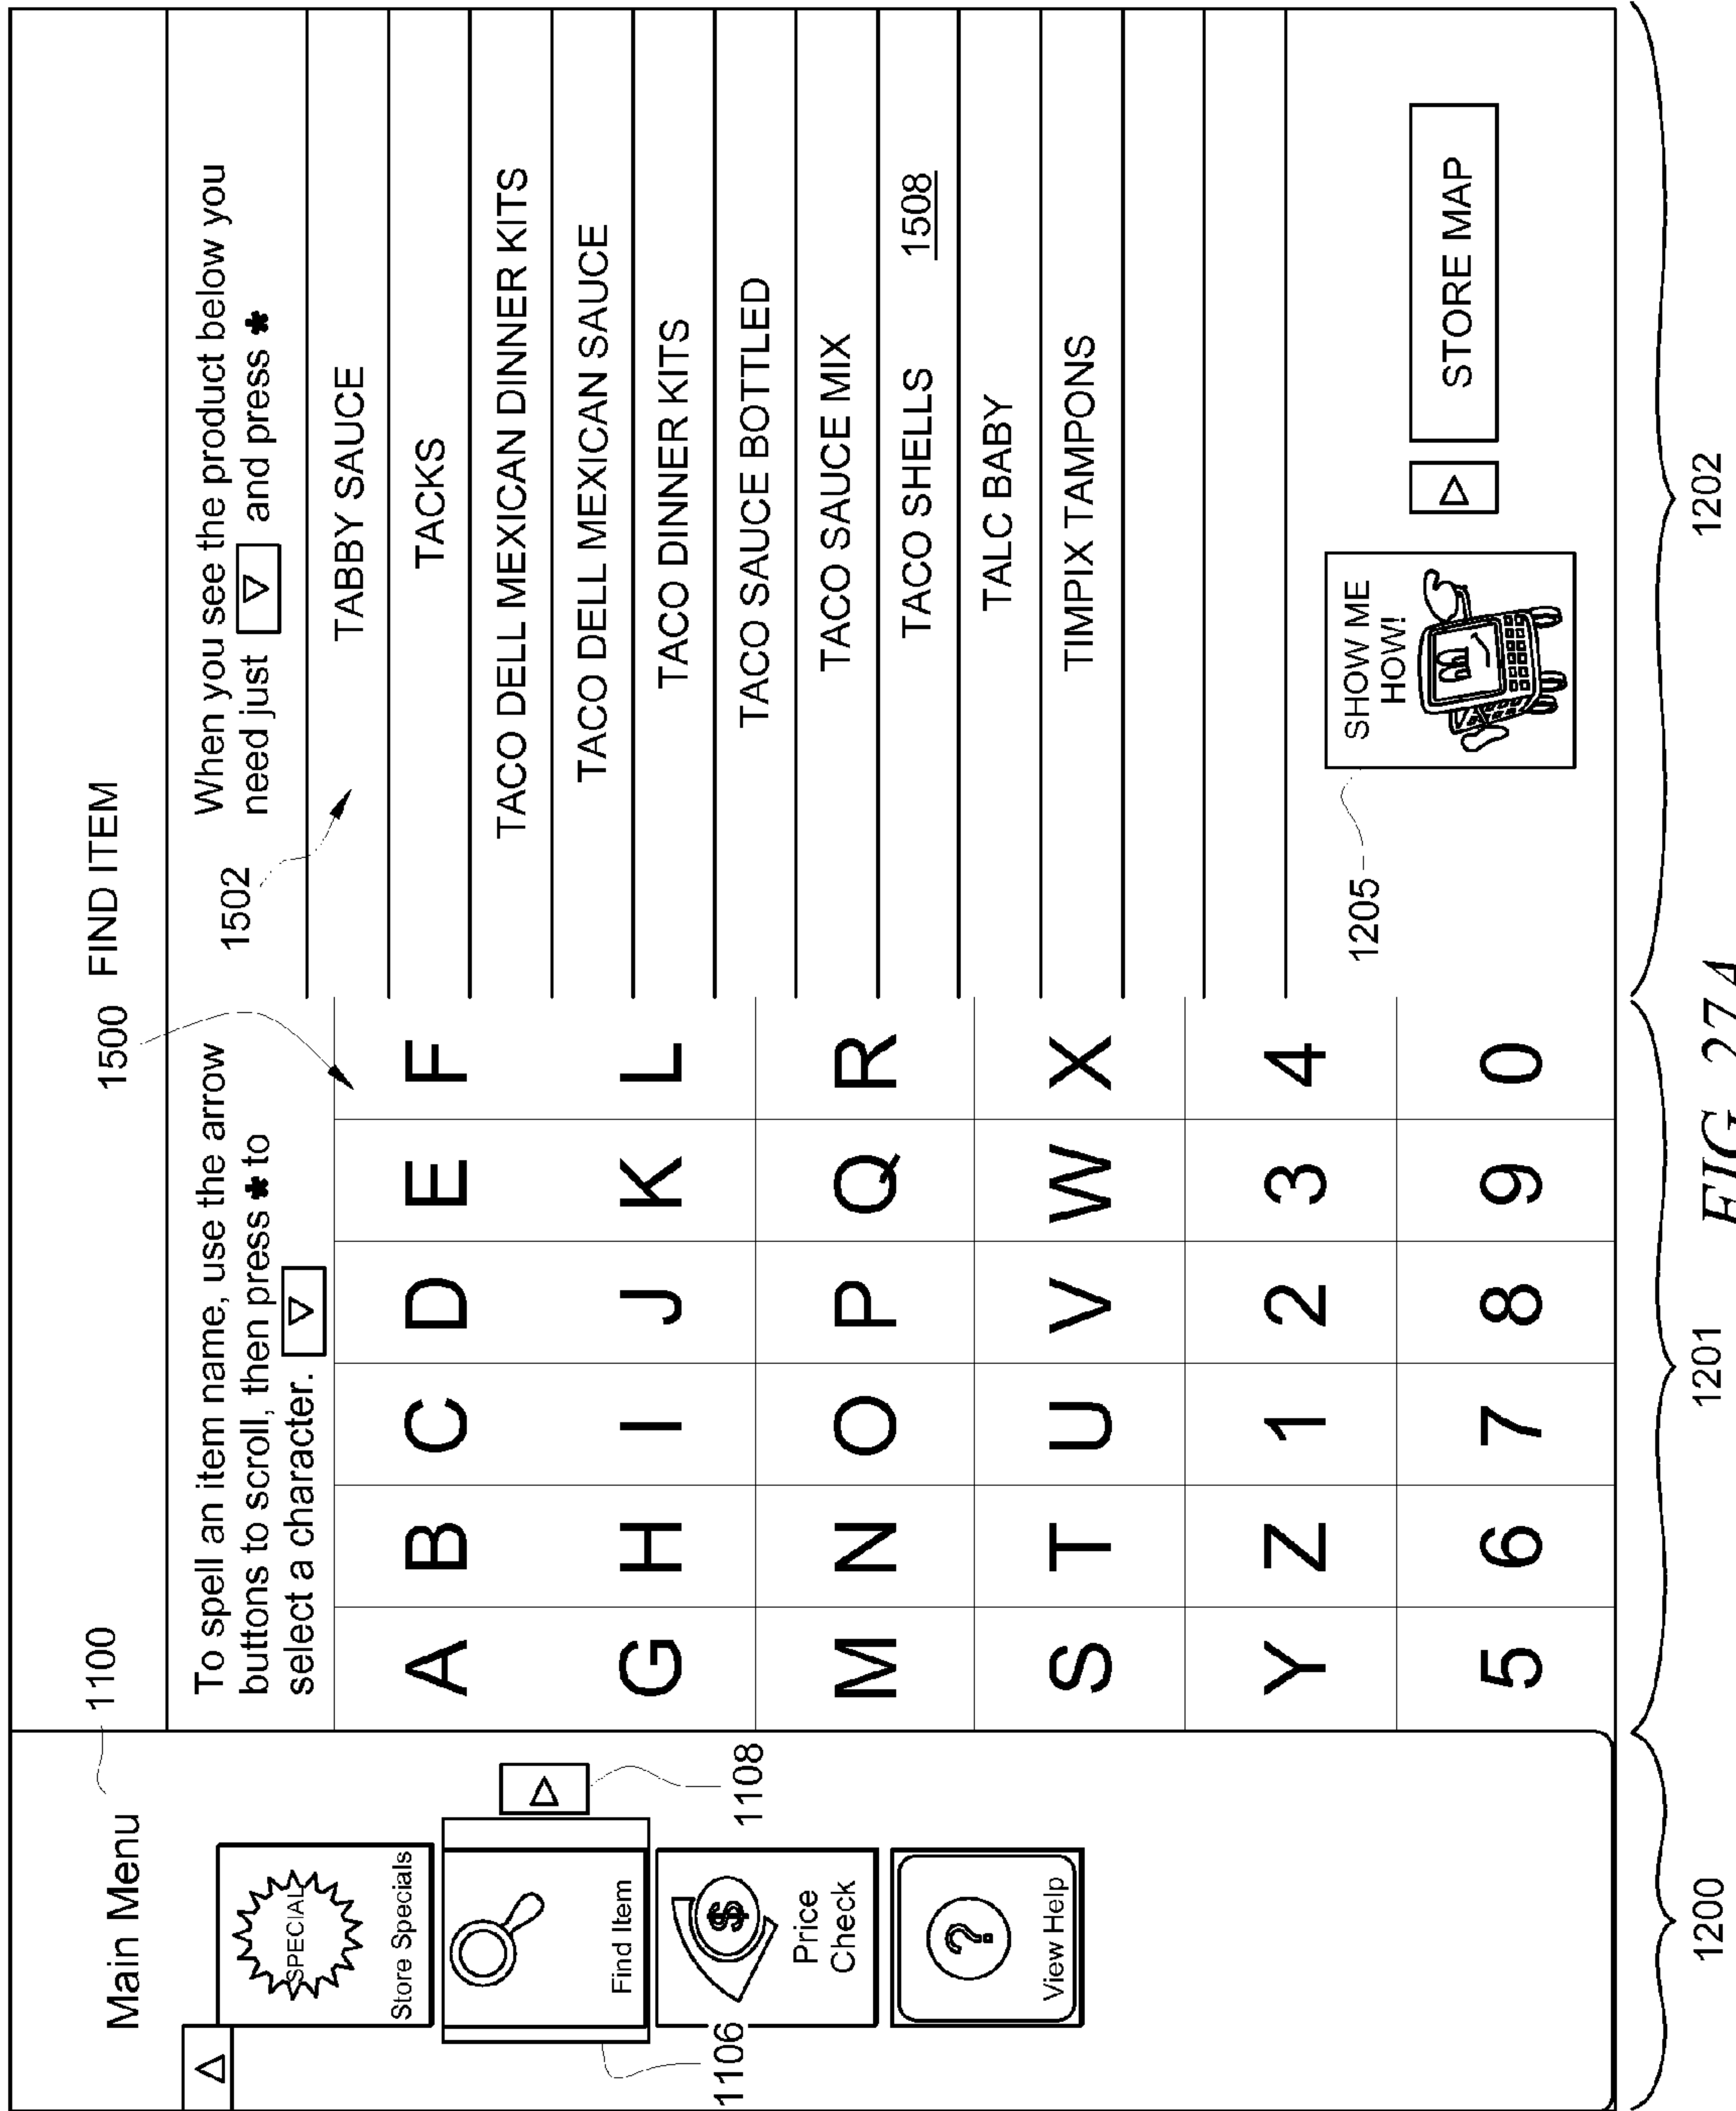 Main Menu
1100
SPECIAL
Store Specials
Find Item
1108
1106
Price
Check
?
View Help
1500 FIND ITEM
To spell an item name, use the arrow
buttons to scroll, then press ✱ to
select a character.
A B C D E F
G H I J K L
M N O P Q R
S T U V W X
Y Z 1 2 3 4
5 6 7 8 9 0
When you see the product below you
need just and press ✱
1502
TABBY SAUCE
TACKS
TACO DELL MEXICAN DINNER KITS
TACO DELL MEXICAN SAUCE
TACO DINNER KITS
TACO SAUCE BOTTLED
TACO SAUCE MIX
TACO SHELLS 1508
TALC BABY
TIMPIX TAMPONS
1205
SHOW ME
HOW!
STORE MAP
1200 1201 1202
FIG. 27A